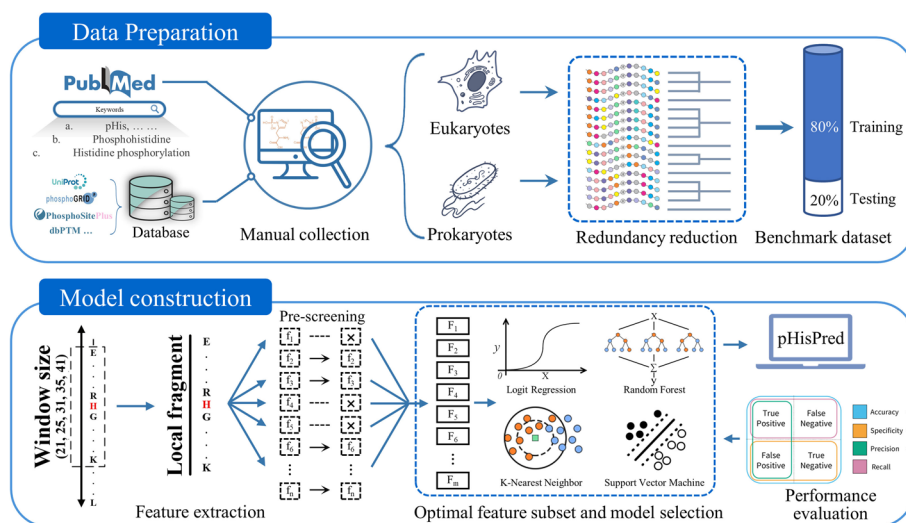 Data Preparation
PubMed
Keywords
a. pHis, ... ...
b. Phosphohistidine
c. Histidine phosphorylation
UniProt
phosphoGRID
PhosphoSitePlus
dbPTM ...
Database
Manual collection
Eukaryotes
Prokaryotes
Redundancy reduction
80%
Training
20%
Testing
Benchmark dataset
Model construction
Window size
(21, 25, 31, 35, 41)
I
E
R
H
G
K
L
Local fragment
E
R
H
G
K
Feature extraction
Pre-screening
f1 ---- ×
f2 → f2
f3 → f3
f4 ---- ×
f5 ---- ×
f6 → f6
fn → fn
F1
F2
F3
F4
F5
F6
Fm
y
0
X
Logit Regression
X
Σ
y
Random Forest
K-Nearest Neighbor
Support Vector Machine
Optimal feature subset and model selection
pHisPred
True Positive
False Negative
False Positive
True Negative
Accuracy
Specificity
Precision
Recall
Performance
evaluation